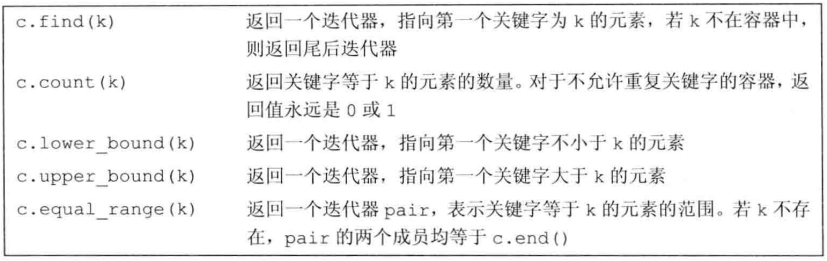 c.find(k) 返回一个迭代器，指向第一个关键字为 k 的元素，若 k 不在容器中，
则返回尾后迭代器
c.count(k) 返回关键字等于 k 的元素的数量。对于不允许重复关键字的容器，返
回值永远是 0 或 1
c.lower_bound(k) 返回一个迭代器，指向第一个关键字不小于 k 的元素
c.upper_bound(k) 返回一个迭代器，指向第一个关键字大于 k 的元素
c.equal_range(k) 返回一个迭代器 pair，表示关键字等于 k 的元素的范围。若 k 不存
在，pair 的两个成员均等于 c.end()